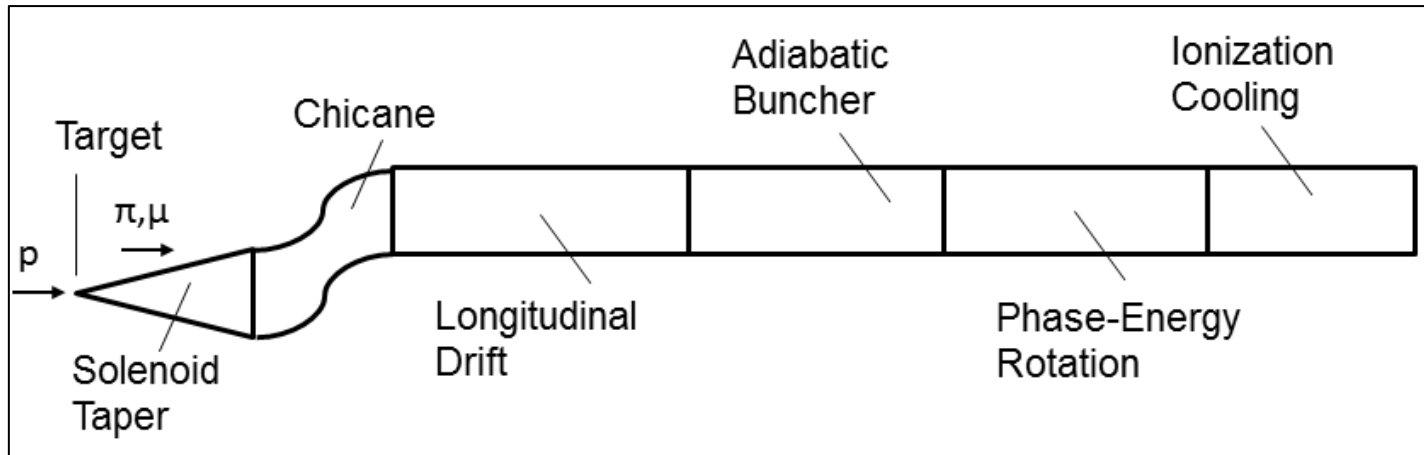 Target
p
π,μ
Solenoid
Taper
Chicane
Longitudinal
Drift
Adiabatic
Buncher
Phase-Energy
Rotation
Ionization
Cooling